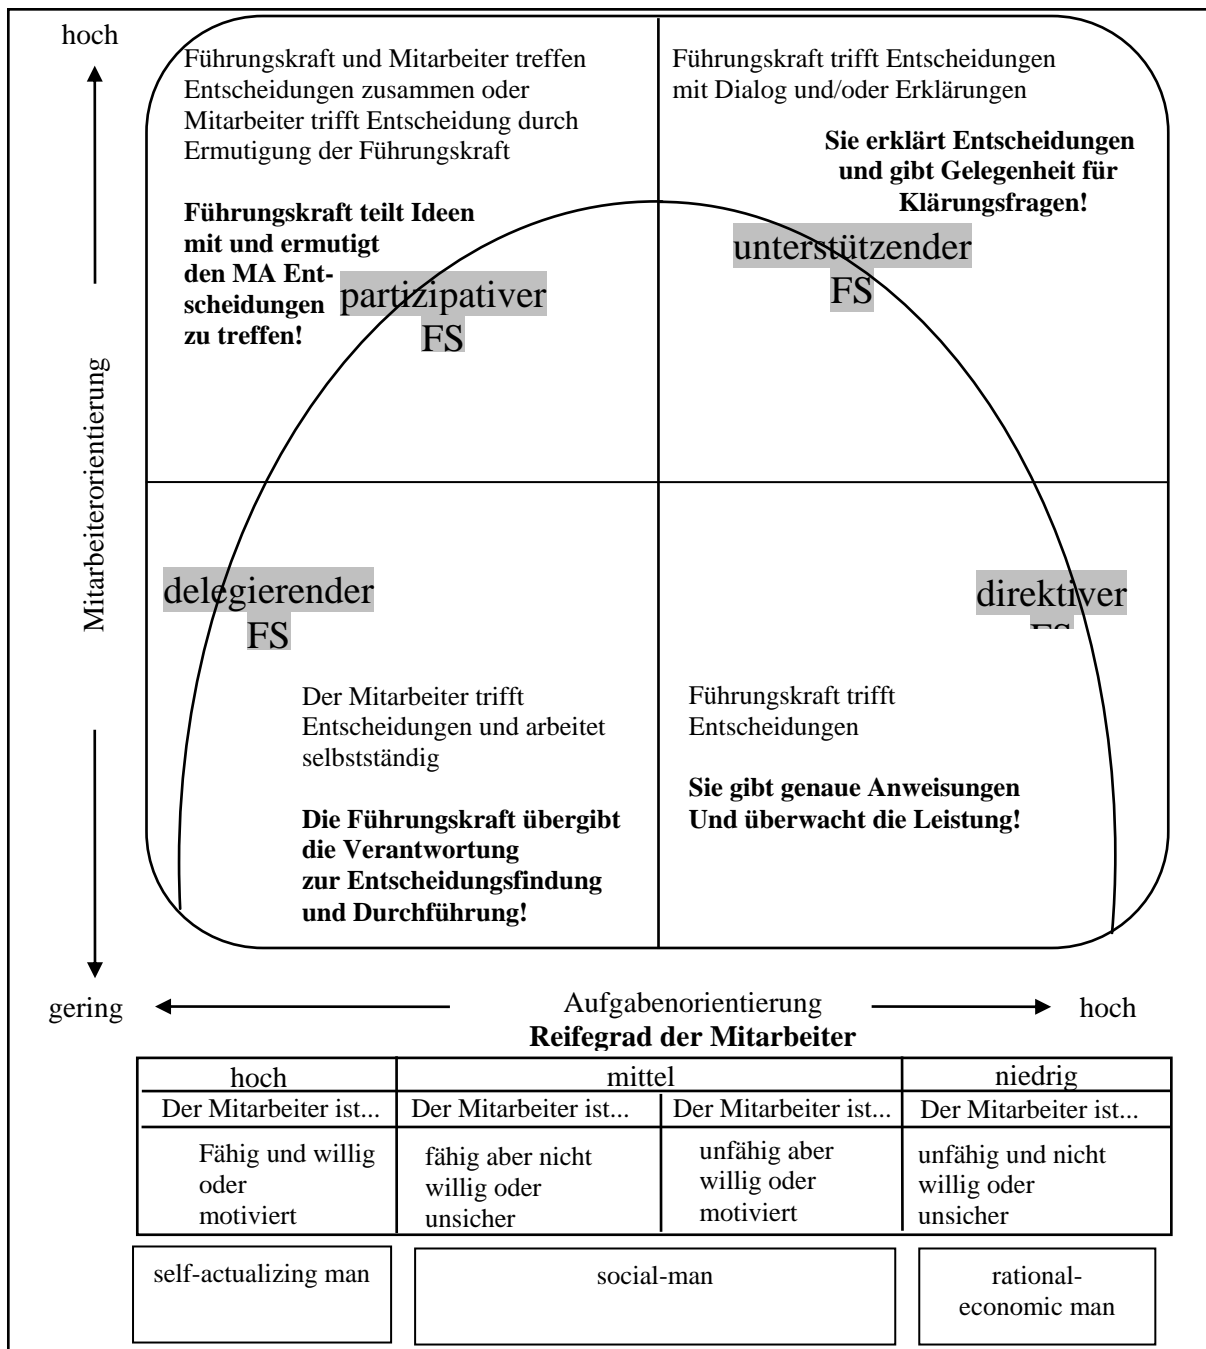 hoch
Führungskraft und Mitarbeiter treffen
Entscheidungen zusammen oder
Mitarbeiter trifft Entscheidung durch
Ermutigung der Führungskraft
Führungskraft teilt Ideen
mit und ermutigt
den MA Ent-
scheidungen
zu treffen!
partizipativer
FS
Führungskraft trifft Entscheidungen
mit Dialog und/oder Erklärungen
Sie erklärt Entscheidungen
und gibt Gelegenheit für
Klärungsfragen!
unterstützender
FS
Mitarbeiterorientierung
delegierender
FS
Der Mitarbeiter trifft
Entscheidungen und arbeitet
selbstständig
Die Führungskraft übergibt
die Verantwortung
zur Entscheidungsfindung
und Durchführung!
direktiver
FS
Führungskraft trifft
Entscheidungen
Sie gibt genaue Anweisungen
Und überwacht die Leistung!
gering
Aufgabenorientierung
hoch
Reifegrad der Mitarbeiter
hoch
mittel
niedrig
Der Mitarbeiter ist...
Der Mitarbeiter ist...
Der Mitarbeiter ist...
Der Mitarbeiter ist...
Fähig und willig
oder
motiviert
fähig aber nicht
willig oder
unsicher
unfähig aber
willig oder
motiviert
unfähig und nicht
willig oder
unsicher
self-actualizing man
social-man
rational-
economic man